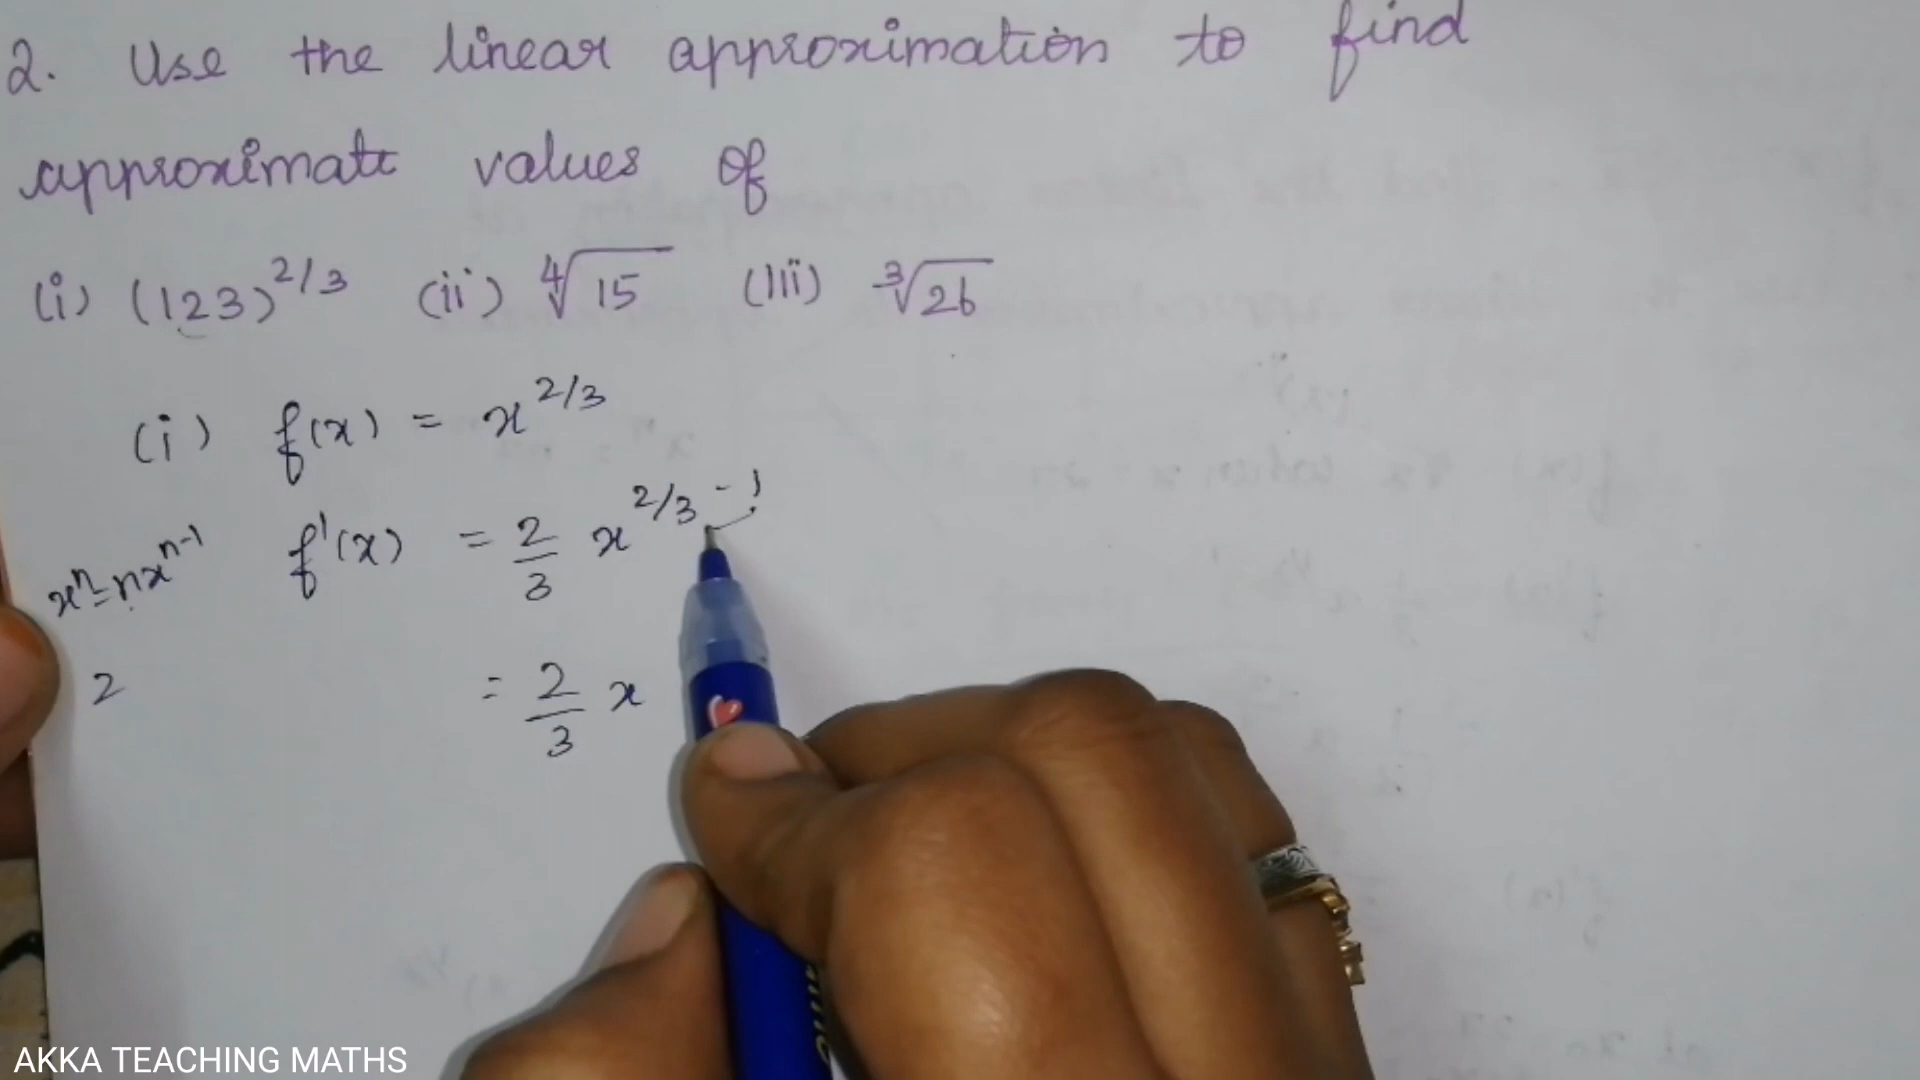 2. Use the linear approximation to find
approximate values of
(i) (123)^2/3 (ii) ∜15 (iii) ∛26
(i) f(x) = x^2/3
x^n = nx^n-1 f'(x) = 2/3 x^2/3 - 1
2 = 2/3 x
AKKA TEACHING MATHS